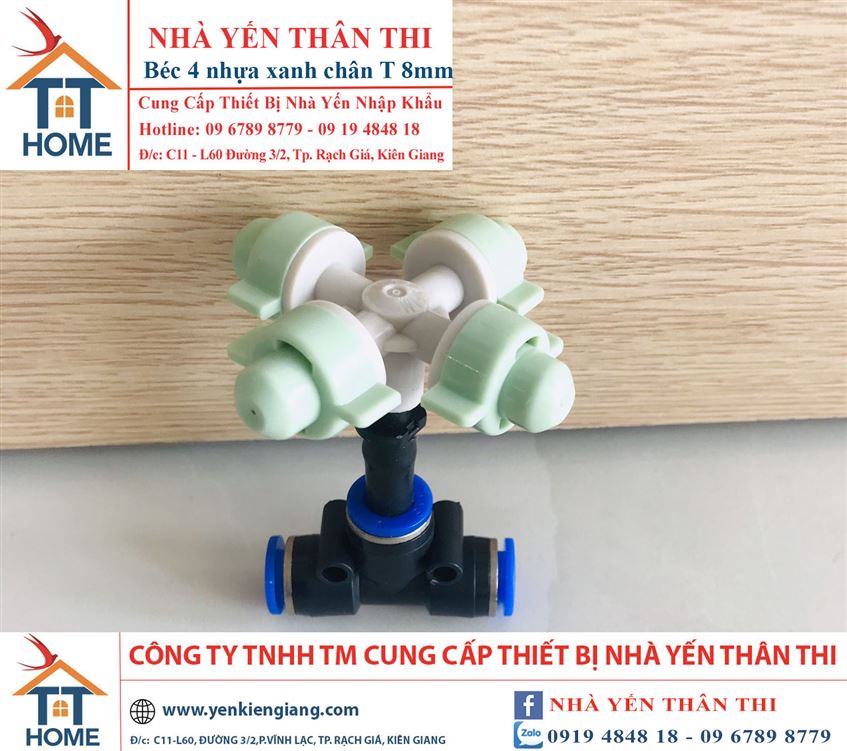 TT
HOME
NHÀ YẾN THÂN THI
Béc 4 nhựa xanh chân T 8mm
Cung Cấp Thiết Bị Nhà Yến Nhập Khẩu
Hotline: 09 6789 8779 - 09 19 4848 18
Đ/c: C11 - L60 Đường 3/2, Tp. Rạch Giá, Kiên Giang
TT
HOME
CÔNG TY TNHH TM CUNG CẤP THIẾT BỊ NHÀ YẾN THÂN THI
www.yenkiengiang.com
Đ/c: C11-L60, ĐƯỜNG 3/2,P.VĨNH LẠC, TP. RẠCH GIÁ, KIÊN GIANG
f NHÀ YẾN THÂN THI
Zalo 0919 4848 18 - 09 6789 8779